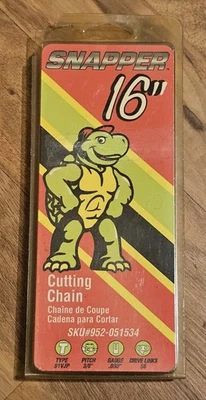 SNAPPER
16"
Cutting
Chain
Chaîne de Coupe
Cadena para Cortar
SKU#952-051534
TYPE PITCH GAUGE DRIVE LINKS
91VJP 3/8" .050" 56